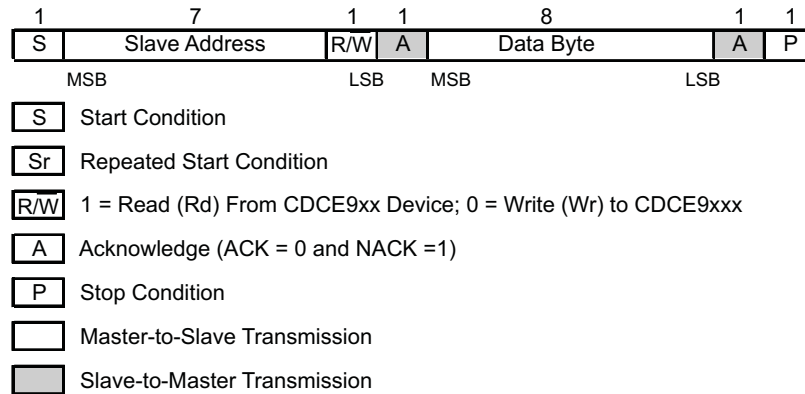 1 7 1 1 8 1 1
S Slave Address R/W A Data Byte A P
MSB LSB MSB LSB
S Start Condition
Sr Repeated Start Condition
R/W 1 = Read (Rd) From CDCE9xx Device; 0 = Write (Wr) to CDCE9xxx
A Acknowledge (ACK = 0 and NACK =1)
P Stop Condition
Master-to-Slave Transmission
Slave-to-Master Transmission